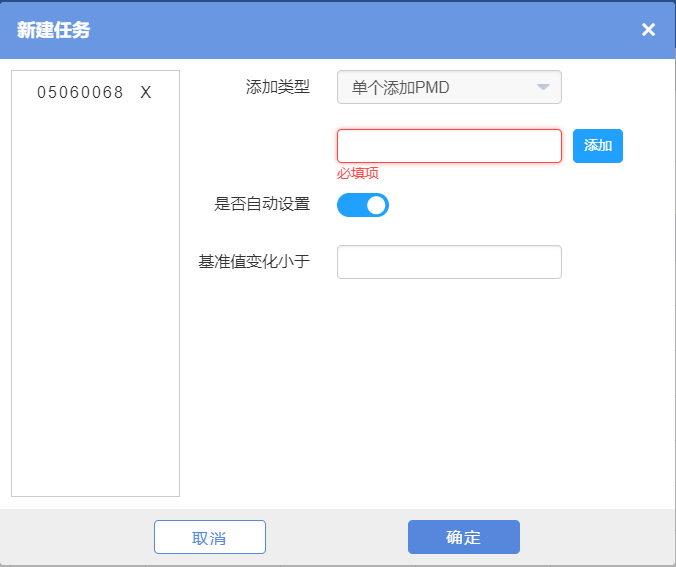 新建任务 ×
05060068 X
添加类型 单个添加PMD
添加
必填项
是否自动设置
基准值变化小于
取消 确定